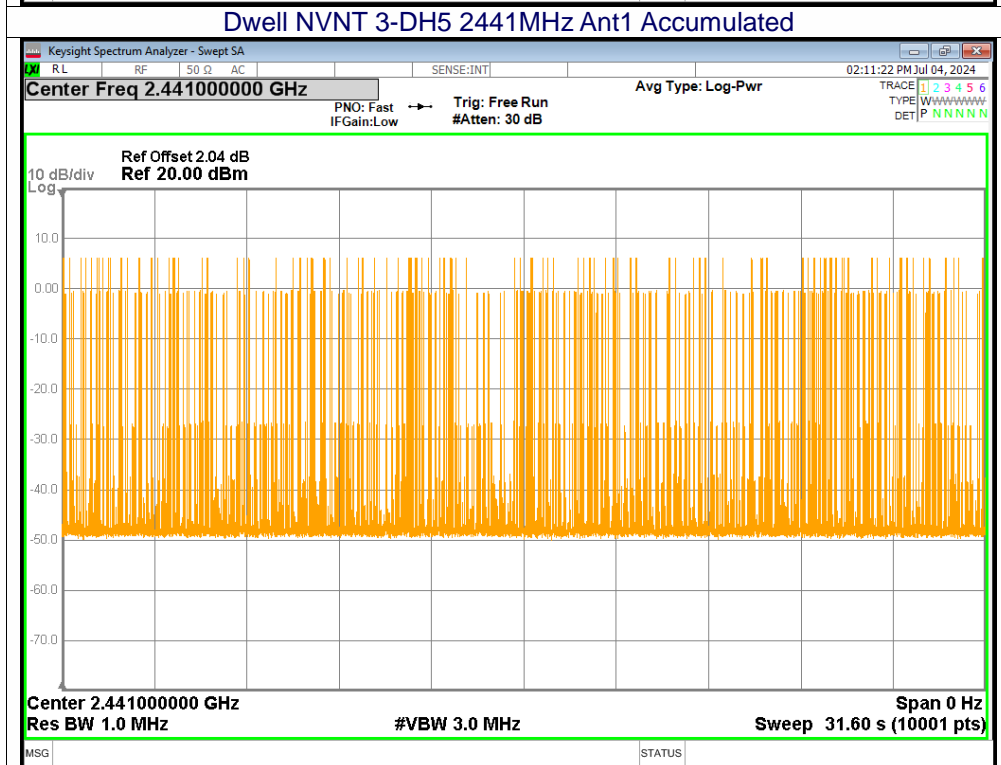 Dwell NVNT 3-DH5 2441MHz Ant1 Accumulated
Keysight Spectrum Analyzer - Swept SA
LXI RL RF 50 Ω AC SENSE:INT 02:11:22 PM Jul 04, 2024
Center Freq 2.441000000 GHz
PNO: Fast
IFGain:Low
Trig: Free Run
#Atten: 30 dB
Avg Type: Log-Pwr
TRACE 1 2 3 4 5 6
TYPE WWWWWWW
DET P N N N N N
Ref Offset 2.04 dB
10 dB/div Ref 20.00 dBm
Log
10.0
0.00
-10.0
-20.0
-30.0
-40.0
-50.0
-60.0
-70.0
Center 2.441000000 GHz Span 0 Hz
Res BW 1.0 MHz #VBW 3.0 MHz Sweep 31.60 s (10001 pts)
MSG STATUS